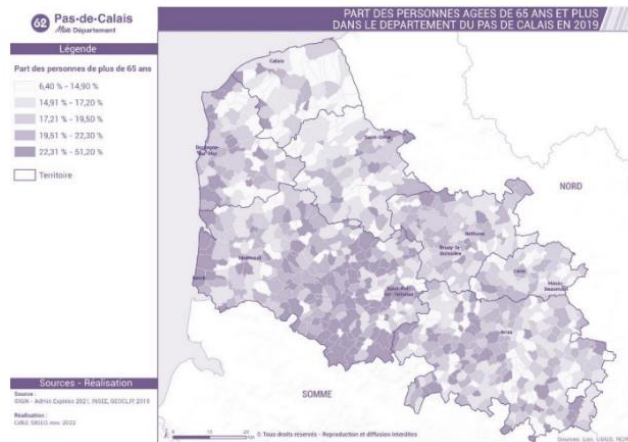 62 Pas-de-Calais
Mon Département
PART DES PERSONNES AGEES DE 65 ANS ET PLUS
DANS LE DEPARTEMENT DU PAS DE CALAIS EN 2019
Légende
Part des personnes de plus de 65 ans
6,40 % - 14,90 %
14,91 % - 17,20 %
17,21 % - 19,50 %
19,51 % - 22,30 %
22,31 % - 51,20 %
Territoire
Calais
Saint-Omer
Boulogne-
sur-Mer
NORD
Béthune
Bruay-la-
Buissière
Lens
Hénin-
Beaumont
Montreuil
Berck
Saint-Pol-
sur-Ternoise
Arras
SOMME
Sources - Réalisation
Source :
IGN - Admin Express 2021, INSEE, GEOCLIP 2019
Réalisation :
nov. 2022
© Tous droits réservés - Reproduction et diffusion interdites